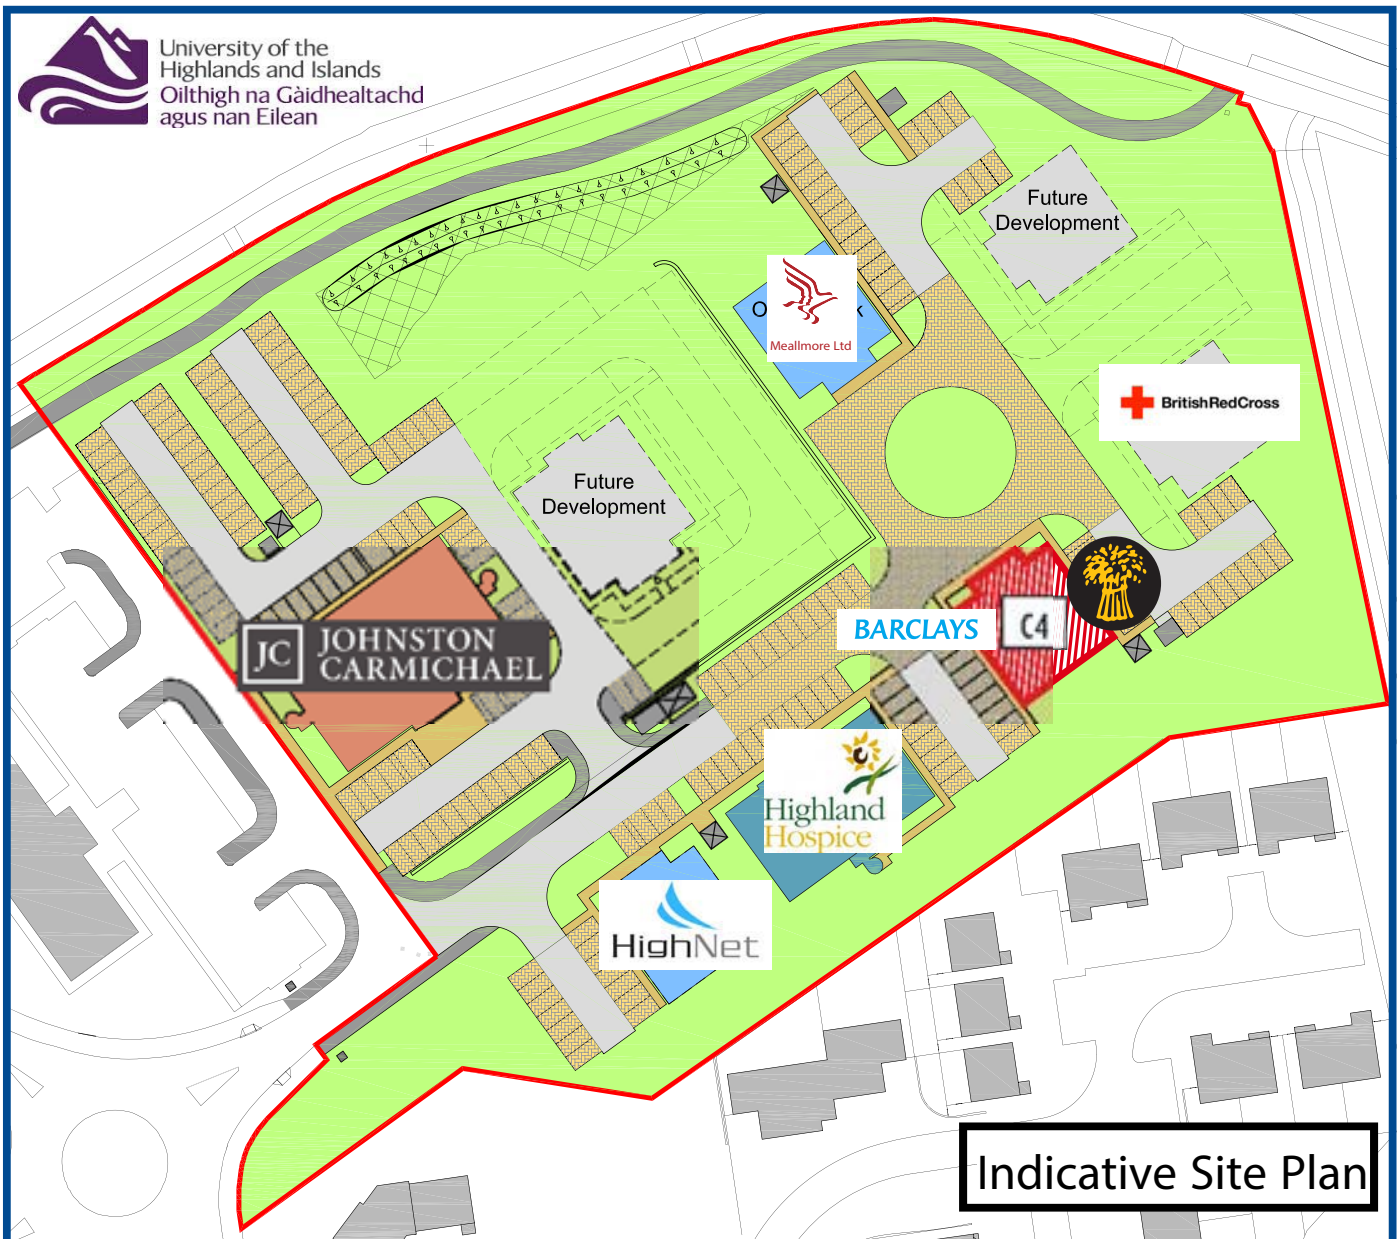 University of the
Highlands and Islands
Oilthigh na Gàidhealtachd
agus nan Eilean
Future
Development
Meallmore Ltd
BritishRedCross
Future
Development
BARCLAYS
C4
JC
JOHNSTON
CARMICHAEL
Highland
Hospice
HighNet
Indicative Site Plan